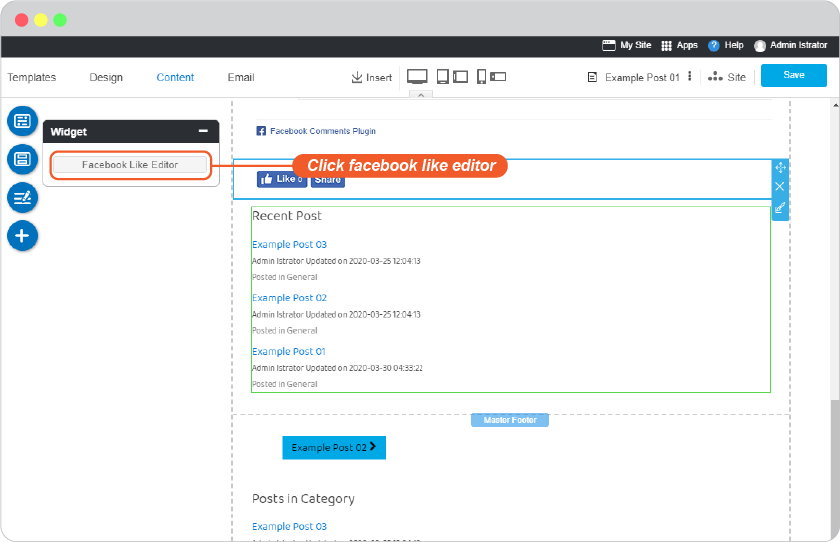 My Site Apps Help Admin Istrator
Templates Design Content Email Insert Example Post 01 Site Save
Widget
Facebook Like Editor
Click facebook like editor
Facebook Comments Plugin
Like 0 Share
Recent Post
Example Post 03
Admin Istrator Updated on 2020-03-25 12:04:13
Posted in General
Example Post 02
Admin Istrator Updated on 2020-03-25 12:04:13
Posted in General
Example Post 01
Admin Istrator Updated on 2020-03-30 04:33:22
Posted in General
Master Footer
Example Post 02
Posts in Category
Example Post 03